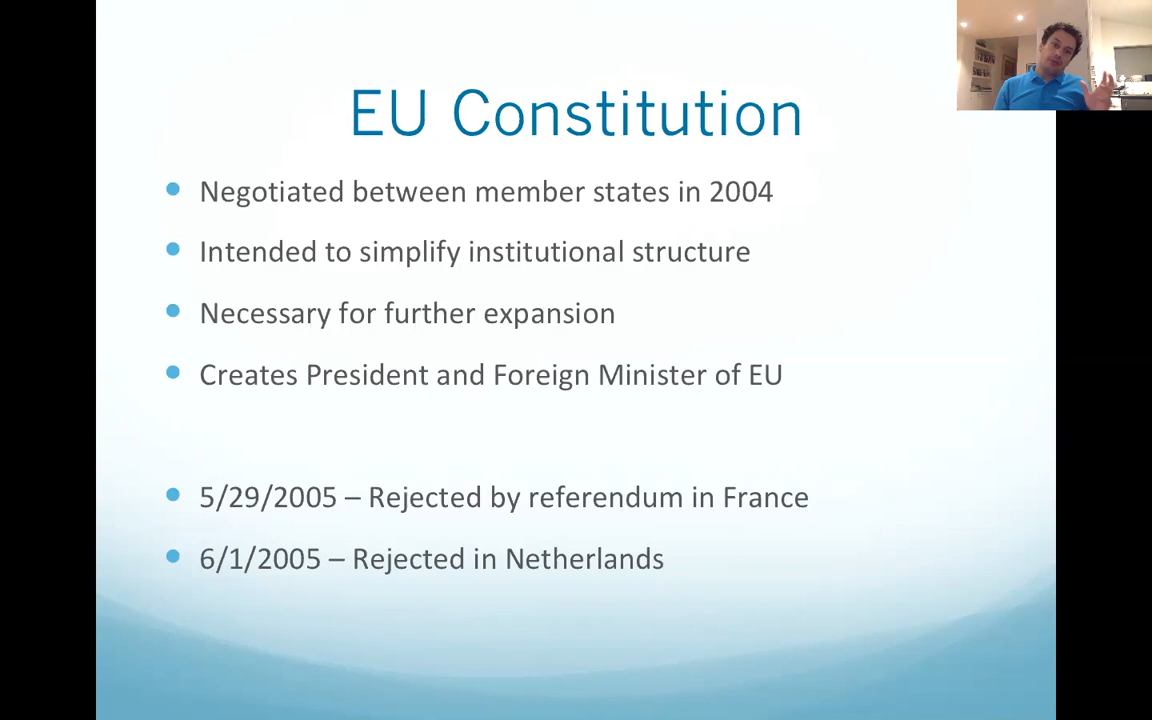 EU Constitution
Negotiated between member states in 2004
Intended to simplify institutional structure
Necessary for further expansion
Creates President and Foreign Minister of EU
5/29/2005 – Rejected by referendum in France
6/1/2005 – Rejected in Netherlands